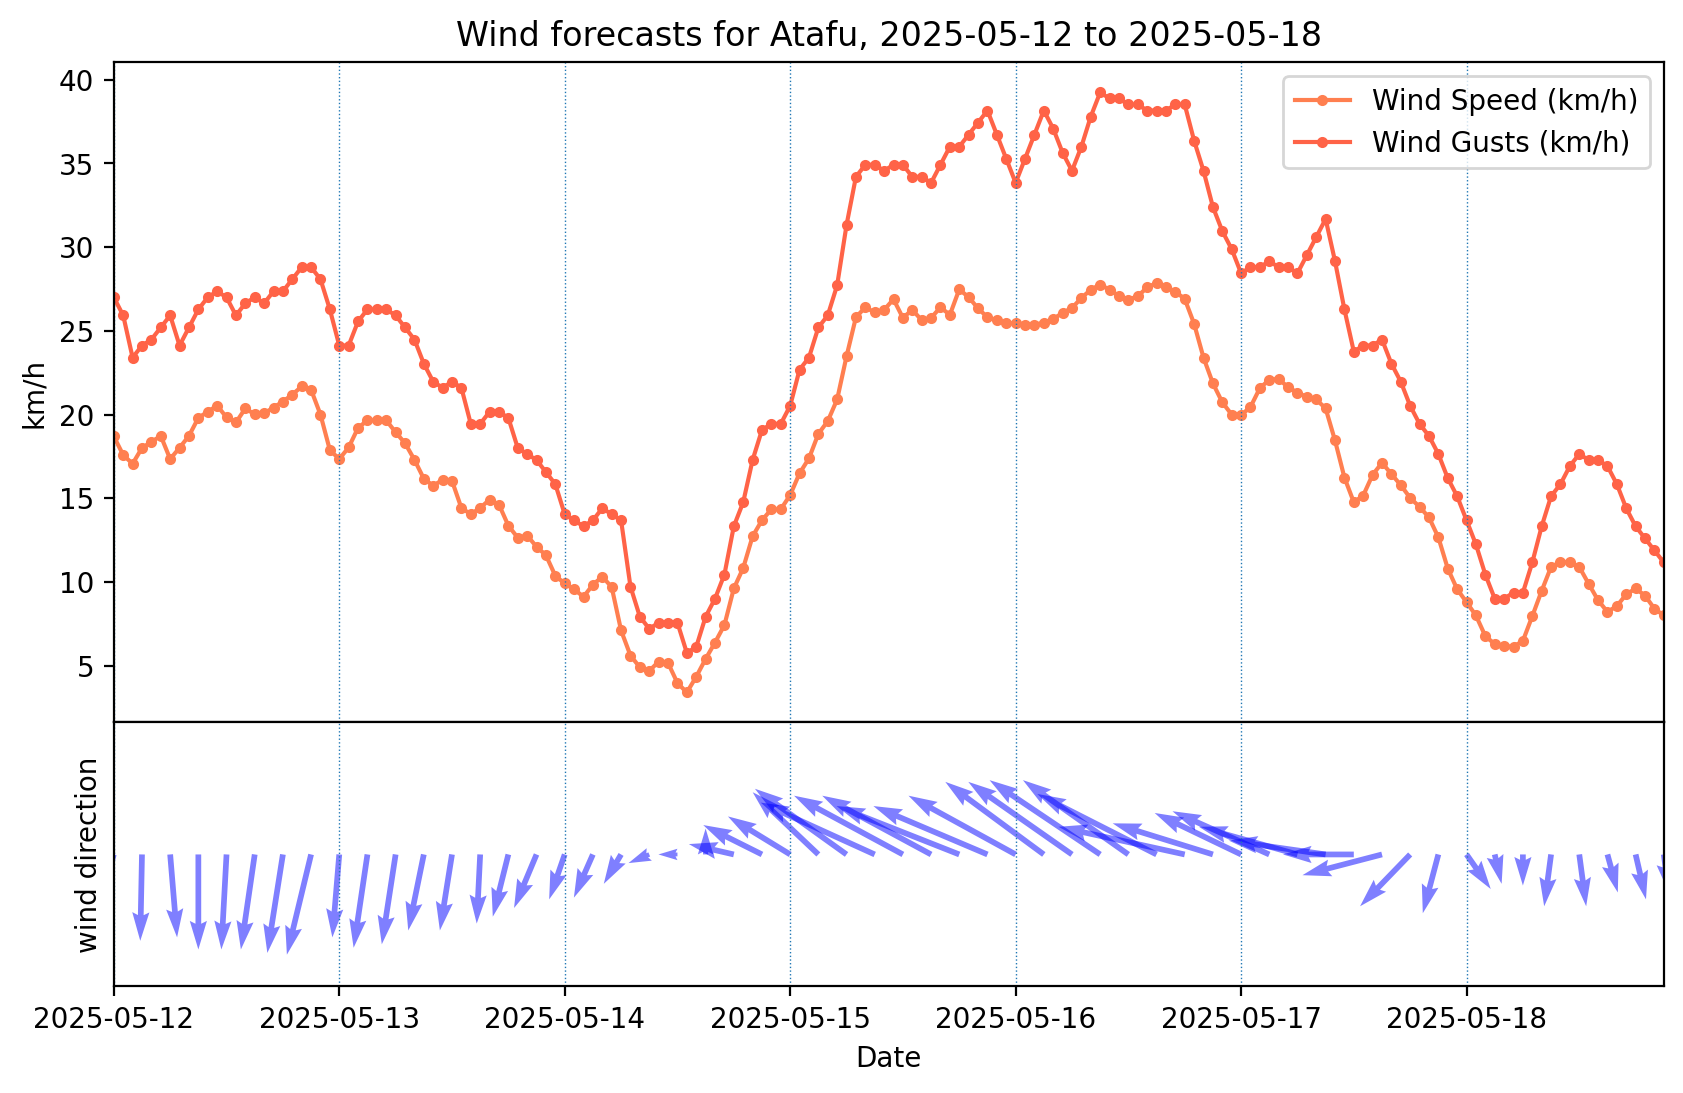 Wind forecasts for Atafu, 2025-05-12 to 2025-05-18
Wind Speed (km/h)
Wind Gusts (km/h)
km/h
40
35
30
25
20
15
10
5
wind direction
2025-05-12
2025-05-13
2025-05-14
2025-05-15
2025-05-16
2025-05-17
2025-05-18
Date